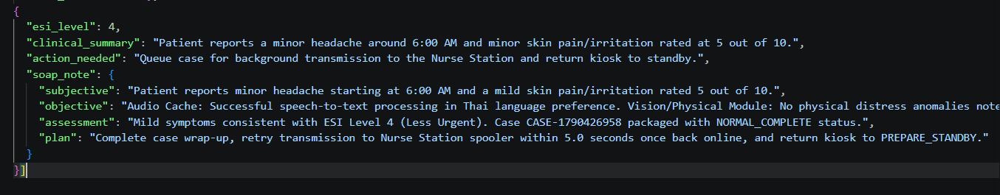 {
"esi_level": 4,
"clinical_summary": "Patient reports a minor headache around 6:00 AM and minor skin pain/irritation rated at 5 out of 10.",
"action_needed": "Queue case for background transmission to the Nurse Station and return kiosk to standby.",
"soap_note": {
"subjective": "Patient reports minor headache starting at 6:00 AM and a mild skin pain/irritation rated 5 out of 10.",
"objective": "Audio Cache: Successful speech-to-text processing in Thai language preference. Vision/Physical Module: No physical distress anomalies note
"assessment": "Mild symptoms consistent with ESI Level 4 (Less Urgent). Case CASE-1790426958 packaged with NORMAL_COMPLETE status.",
"plan": "Complete case wrap-up, retry transmission to Nurse Station spooler within 5.0 seconds once back online, and return kiosk to PREPARE_STANDBY."
}
}]